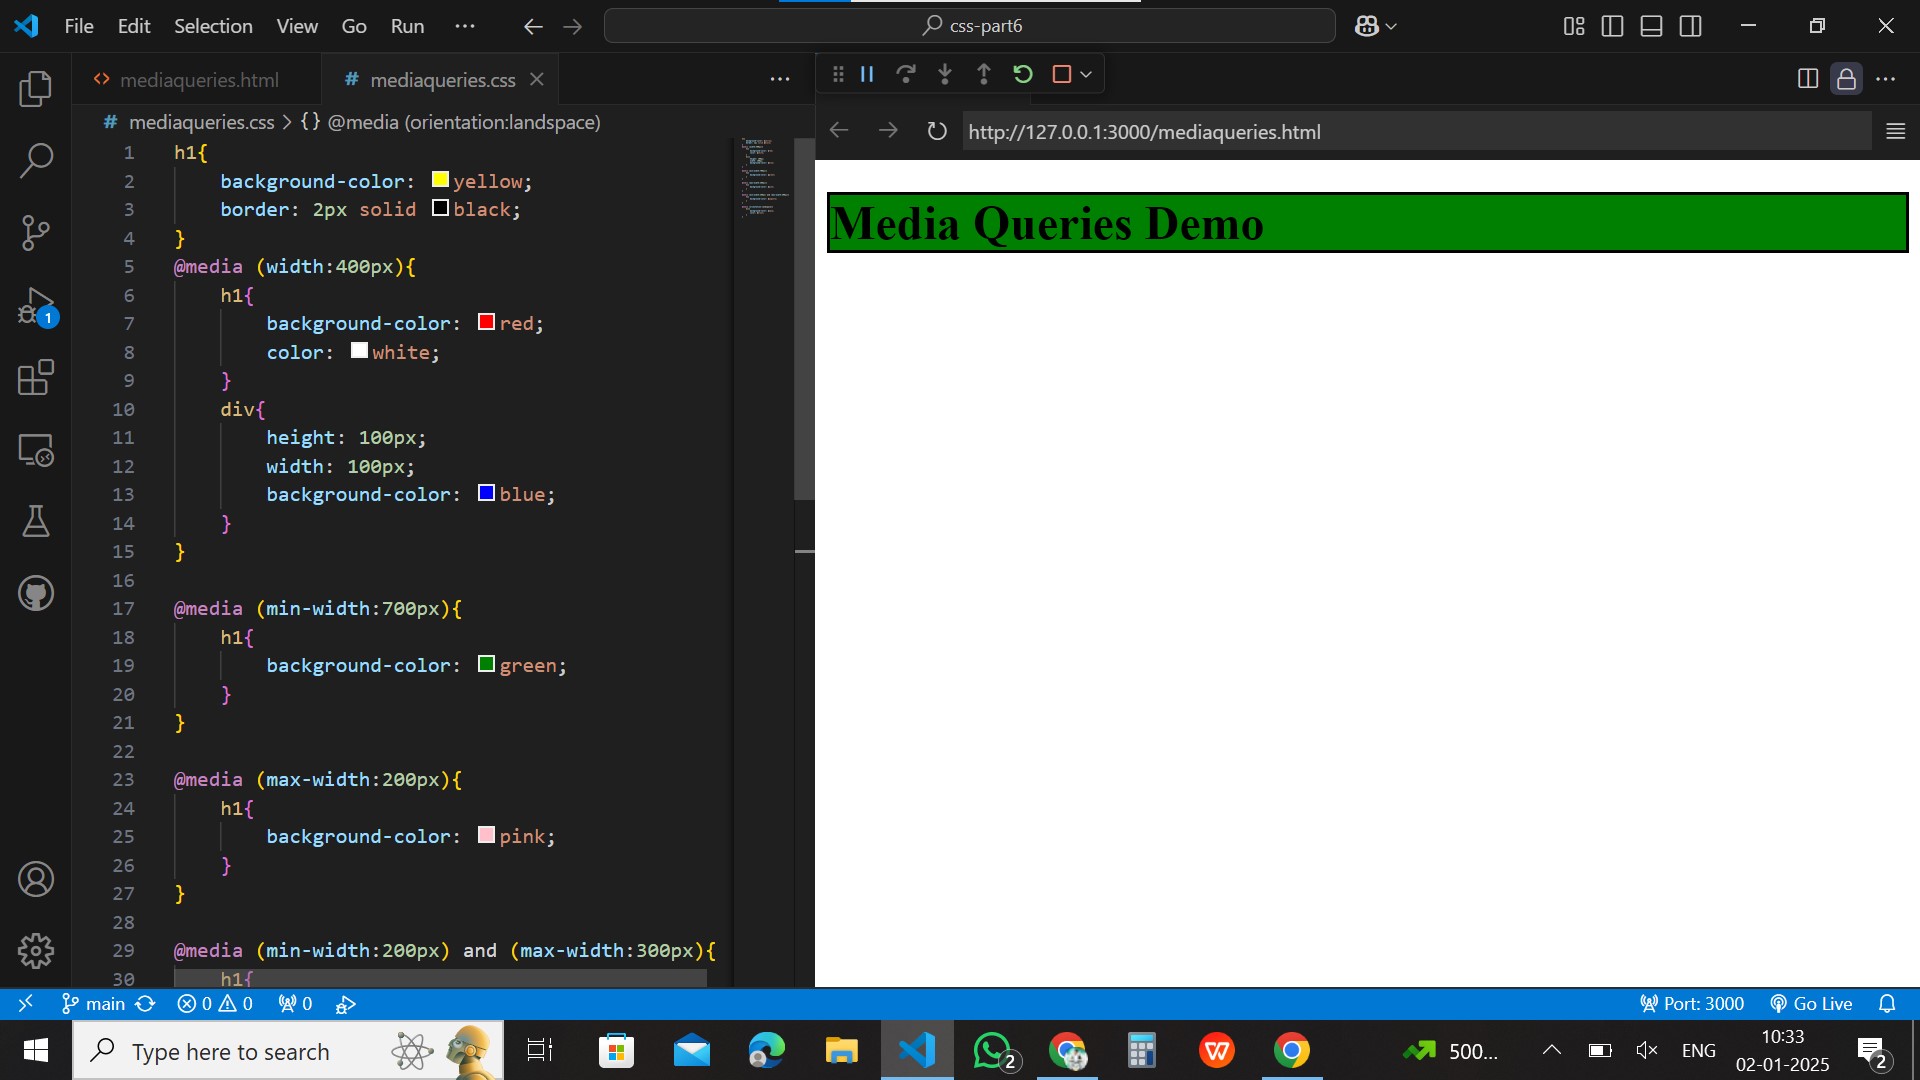 File Edit Selection View Go Run ··· css-part6
mediaqueries.html # mediaqueries.css ···
# mediaqueries.css > {} @media (orientation:landspace)
http://127.0.0.1:3000/mediaqueries.html
1 h1{
2 background-color: yellow;
3 border: 2px solid black;
4 }
5 @media (width:400px){
6 h1{
7 background-color: red;
8 color: white;
9 }
10 div{
11 height: 100px;
12 width: 100px;
13 background-color: blue;
14 }
15 }
16
17 @media (min-width:700px){
18 h1{
19 background-color: green;
20 }
21 }
22
23 @media (max-width:200px){
24 h1{
25 background-color: pink;
26 }
27 }
28
29 @media (min-width:200px) and (max-width:300px){
30 h1{
Media Queries Demo
1
main 0 0 0 Port: 3000 Go Live
Type here to search 2 500... ENG 10:33
02-01-2025 2